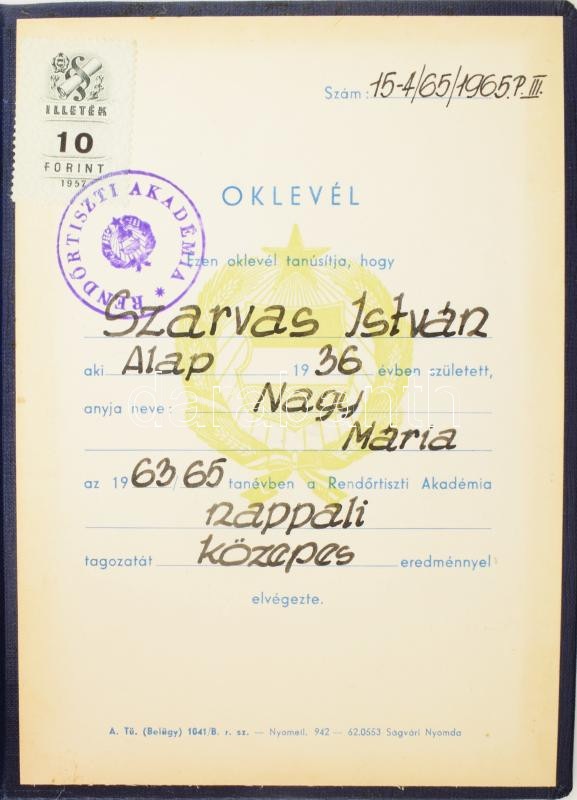 Szám: 15-4/65/1965.P.III.
ILLETÉK
10
FORINT
1957
RENDŐRTISZTI AKADÉMIA *
OKLEVÉL
Ezen oklevél tanúsítja, hogy
Szarvas István
aki Alap 1936 évben született,
anyja neve: Nagy
Mária
az 1963/65 tanévben a Rendőrtiszti Akadémia
nappali
tagozatát közepes eredménnyel
elvégezte.
A. Tü. (Belügy) 1041/B. r. sz. — Nyomell. 942 — 62.0553 Ságvári Nyomda
darabanth